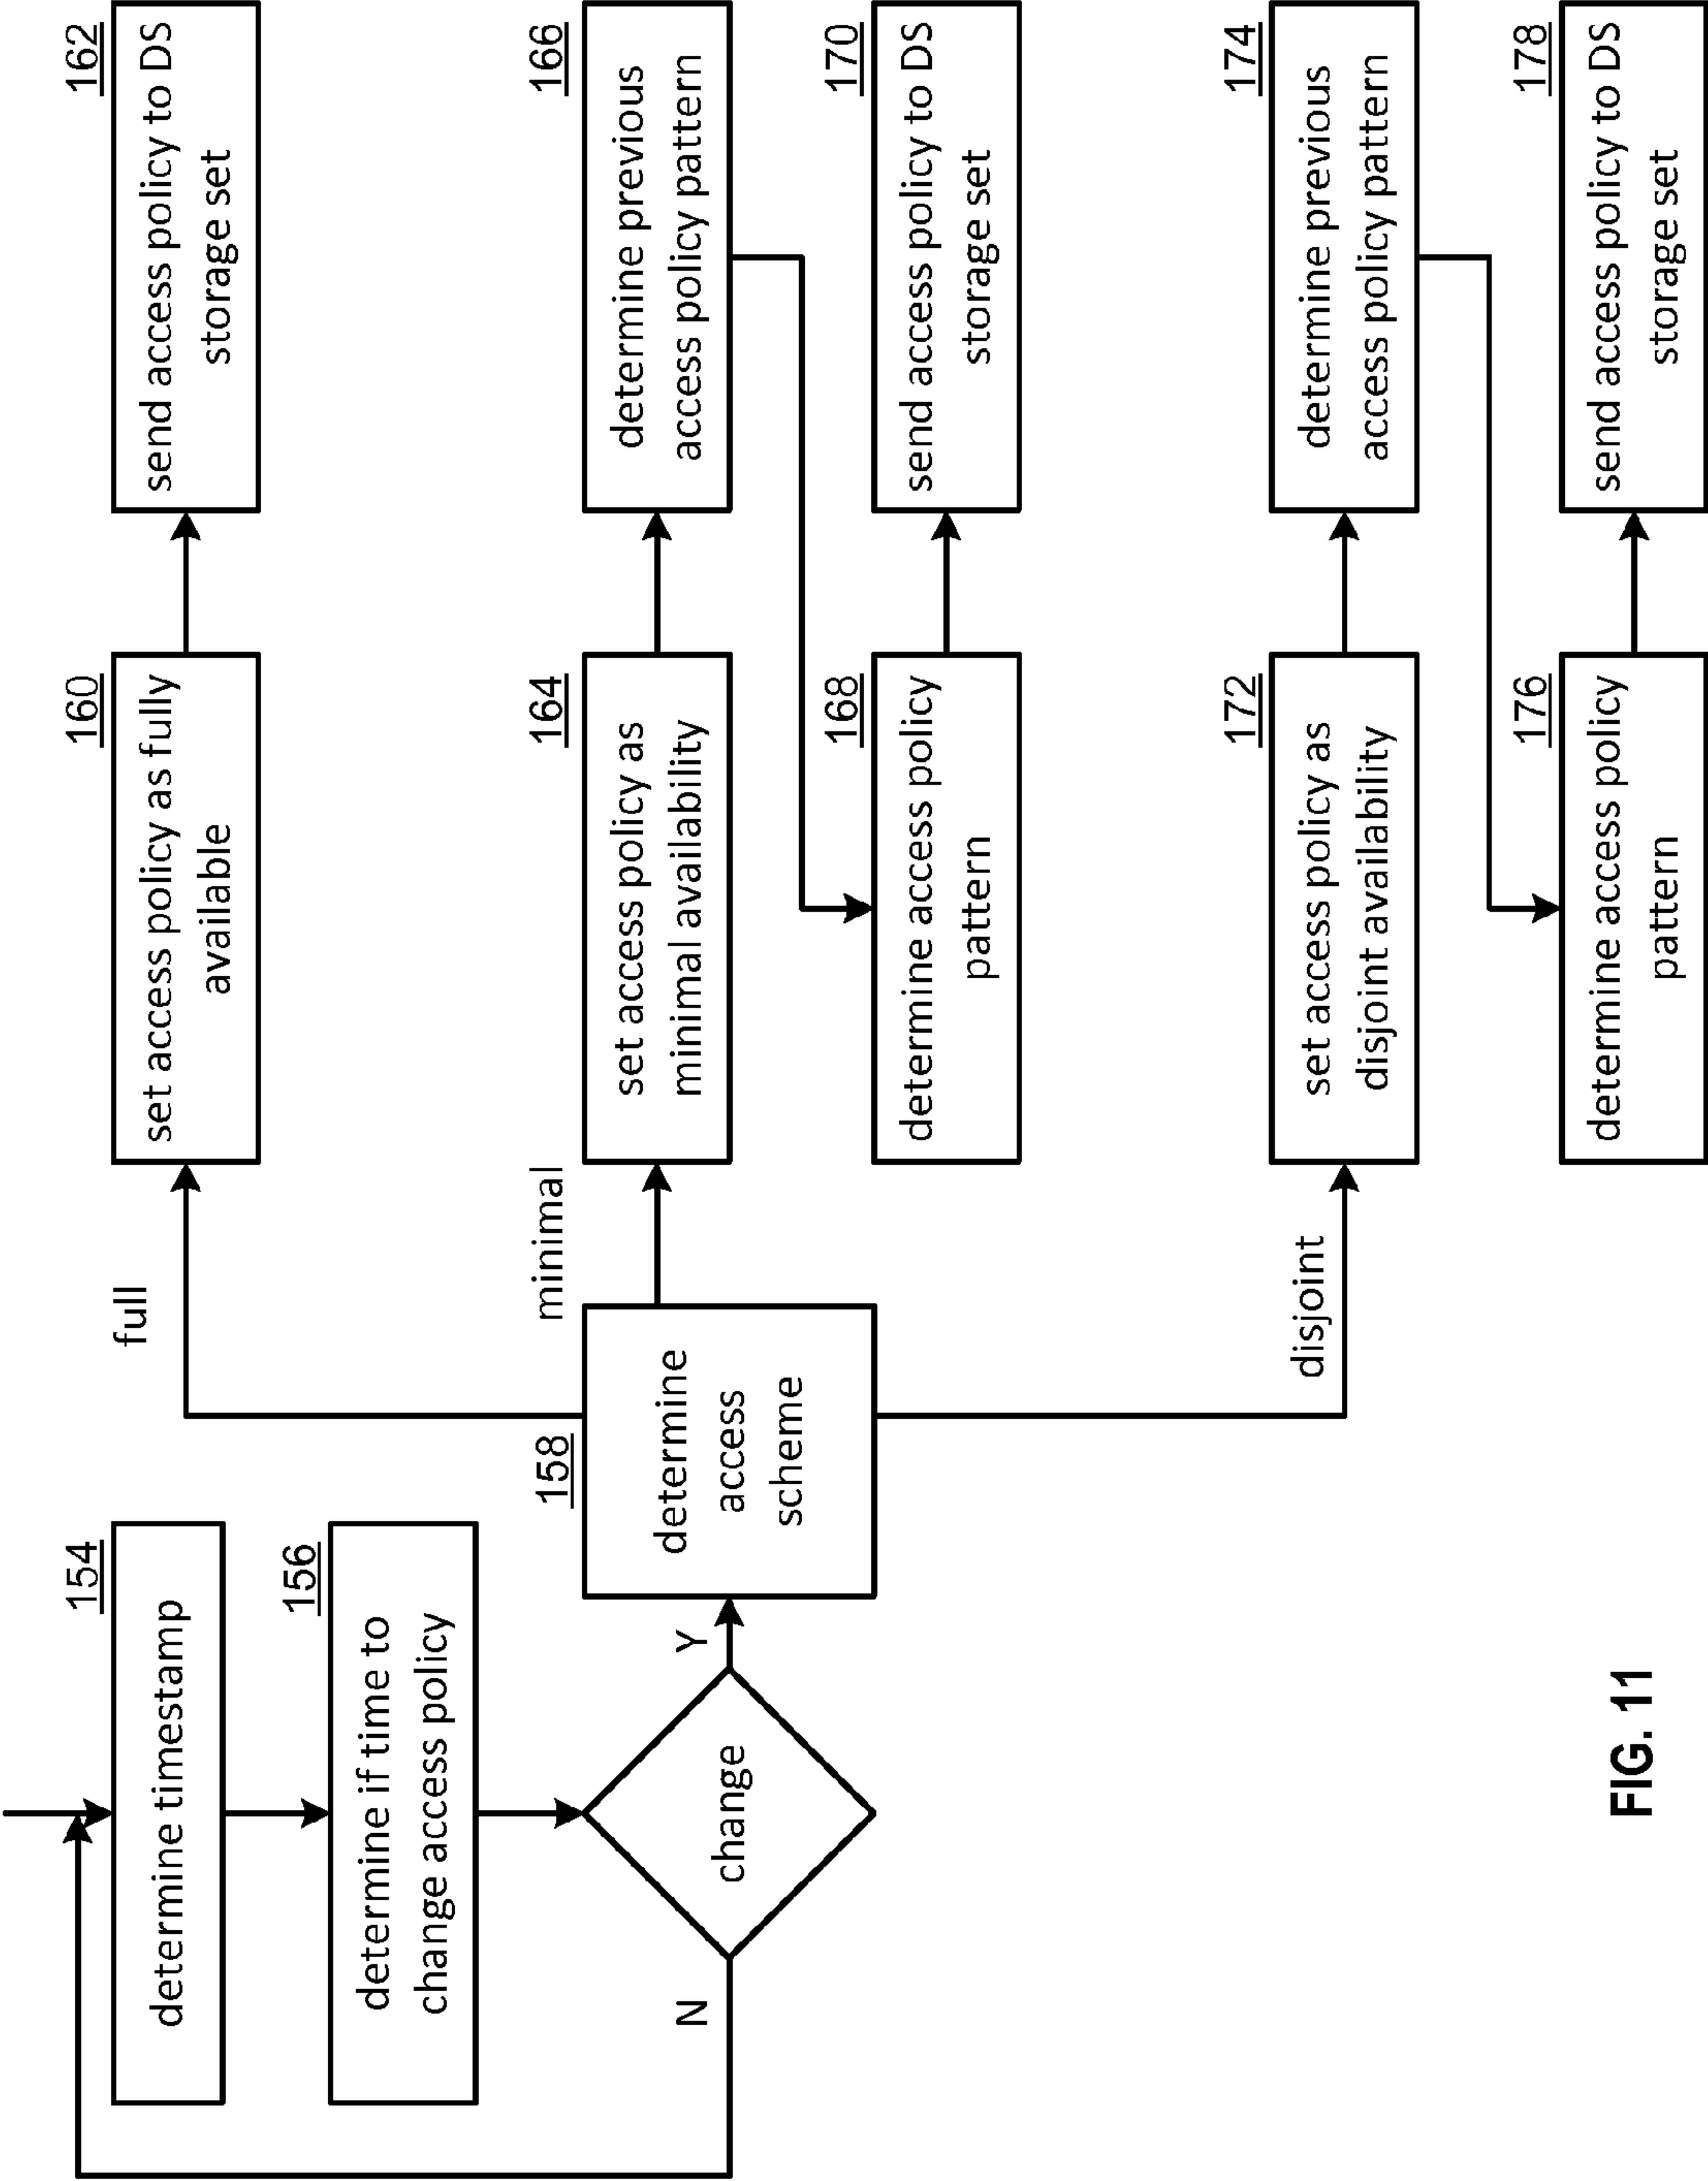 154
determine timestamp
156
determine if time to
change access policy
change
N
Y
158
determine
access
scheme
full
160
set access policy as fully
available
162
send access policy to DS
storage set
minimal
164
set access policy as
minimal availability
166
determine previous
access policy pattern
168
determine access policy
pattern
170
send access policy to DS
storage set
disjoint
172
set access policy as
disjoint availability
174
determine previous
access policy pattern
176
determine access policy
pattern
178
send access policy to DS
storage set
FIG. 11